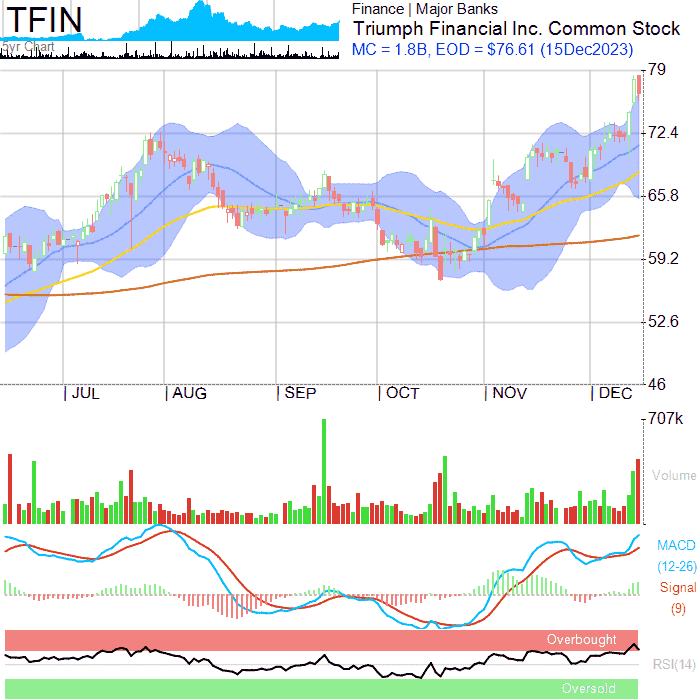 TFIN
5yr Chart
Finance | Major Banks
Triumph Financial Inc. Common Stock
MC = 1.8B, EOD = $76.61 (15Dec2023)
79
72.4
65.8
59.2
52.6
46
| JUL | AUG | SEP | OCT | NOV | DEC
707k
Volume
MACD
(12-26)
Signal
(9)
Overbought
RSI(14)
Oversold